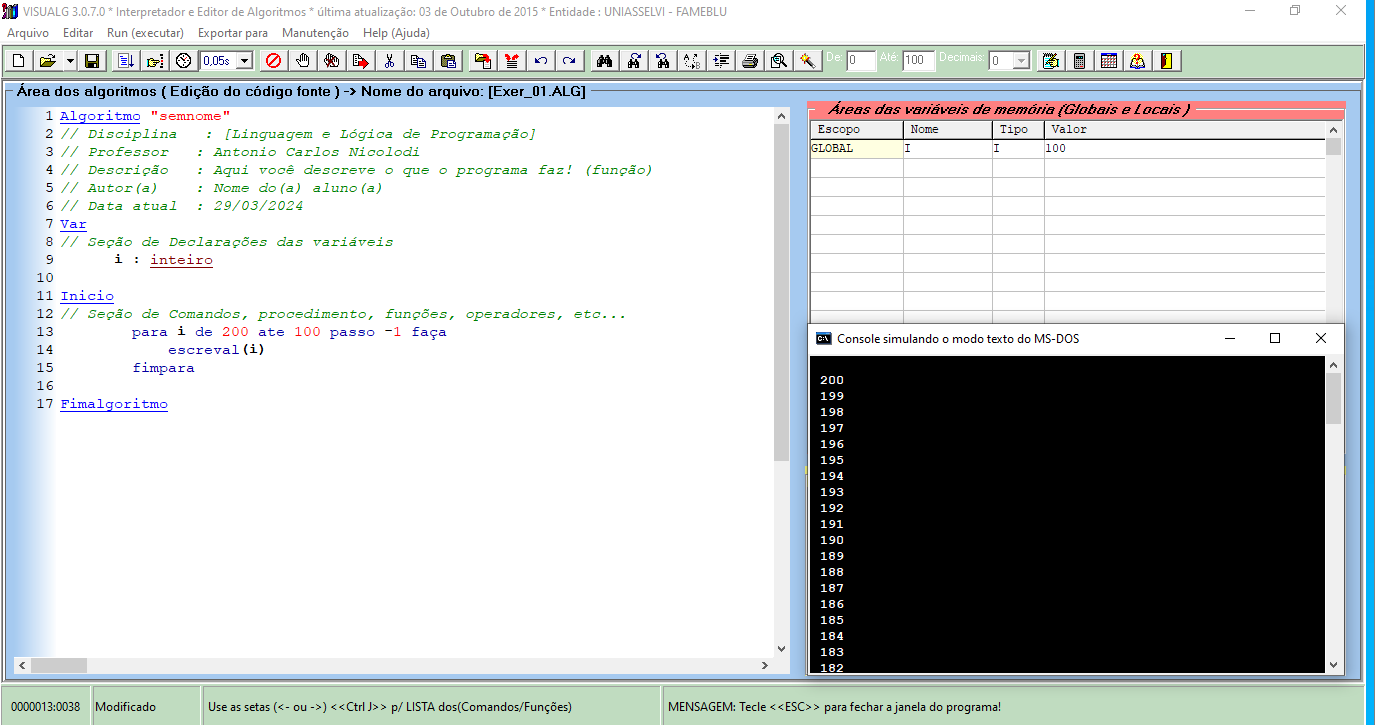 VISUALG 3.0.7.0 * Interpretador e Editor de Algoritmos * última atualização: 03 de Outubro de 2015 * Entidade : UNIASSELVI - FAMEBLU
Arquivo Editar Run (executar) Exportar para Manutenção Help (Ajuda)
0,05s De: 0 Até: 100 Decimais: 0
Área dos algoritmos ( Edição do código fonte ) -> Nome do arquivo: [Exer_01.ALG]
1 Algoritmo "semnome"
2 // Disciplina : [Linguagem e Lógica de Programação]
3 // Professor : Antonio Carlos Nicolodi
4 // Descrição : Aqui você descreve o que o programa faz! (função)
5 // Autor(a) : Nome do(a) aluno(a)
6 // Data atual : 29/03/2024
7 Var
8 // Seção de Declarações das variáveis
9 i : inteiro
10
11 Inicio
12 // Seção de Comandos, procedimento, funções, operadores, etc...
13 para i de 200 ate 100 passo -1 faça
14 escreval(i)
15 fimpara
16
17 Fimalgoritmo
Áreas das variáveis de memória (Globais e Locais )
Escopo Nome Tipo Valor
GLOBAL I I 100
Console simulando o modo texto do MS-DOS
200
199
198
197
196
195
194
193
192
191
190
189
188
187
186
185
184
183
182
0000013:0038 Modificado Use as setas (<- ou ->) <<Ctrl J>> p/ LISTA dos(Comandos/Funções) MENSAGEM: Tecle <<ESC>> para fechar a janela do programa!